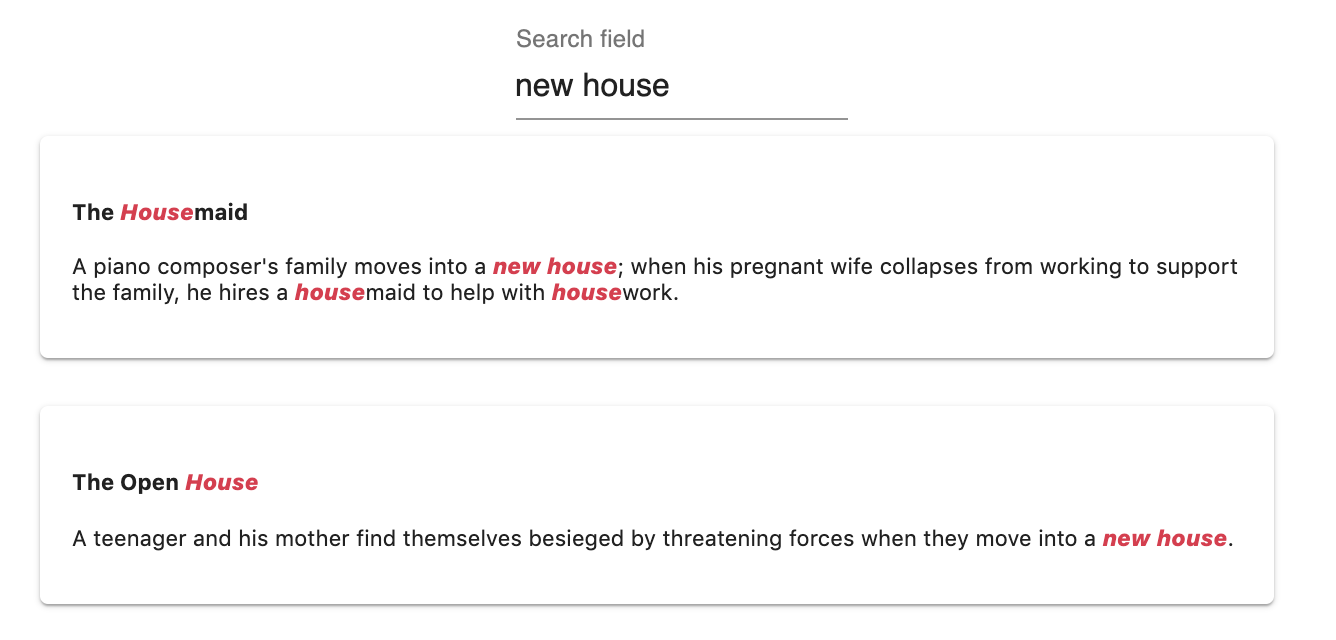 Search field
new house
The Housemaid
A piano composer's family moves into a new house; when his pregnant wife collapses from working to support
the family, he hires a housemaid to help with housework.
The Open House
A teenager and his mother find themselves besieged by threatening forces when they move into a new house.